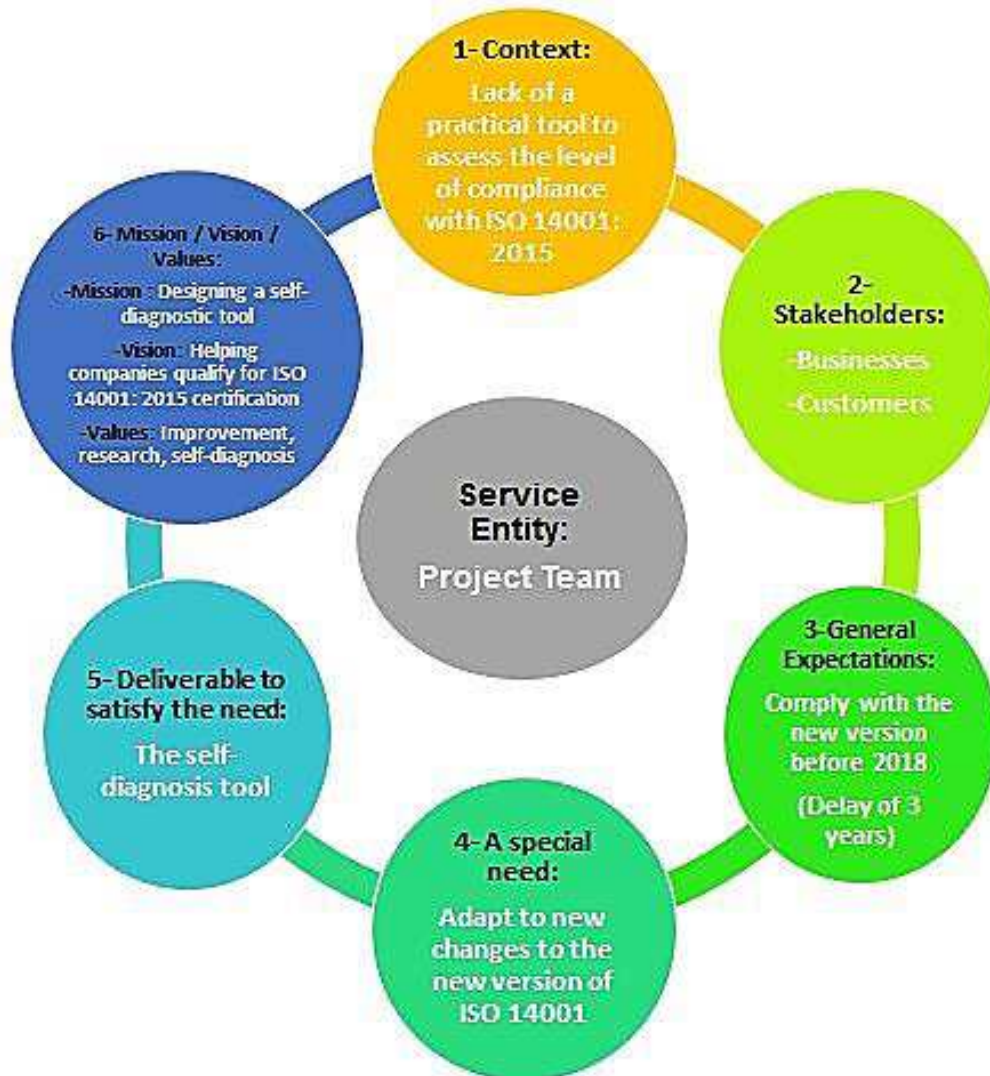 1- Context:
Lack of a
practical tool to
assess the level
of compliance
with ISO 14001:
2015
2-
Stakeholders:
-Businesses
-Customers
3-General
Expectations:
Comply with the
new version
before 2018
(Delay of 3
years)
4- A special
need:
Adapt to new
changes to the
new version of
ISO 14001
5- Deliverable to
satisfy the need:
The self-
diagnosis tool
6- Mission / Vision /
Values:
-Mission : Designing a self-
diagnostic tool
-Vision: Helping
companies qualify for ISO
14001: 2015 certification
-Values: Improvement,
research, self-diagnosis
Service
Entity:
Project Team